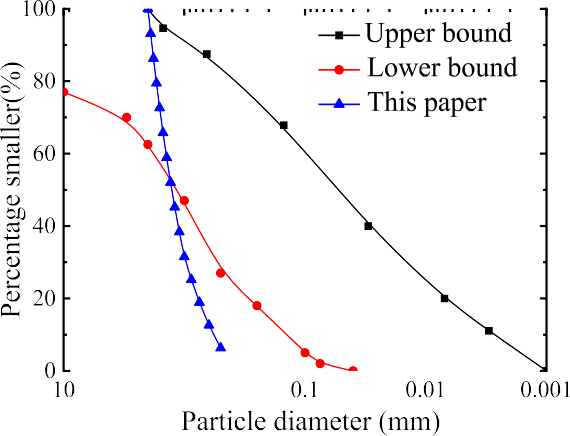 100
80
60
40
20
0
Percentage smaller(%)
Upper bound
Lower bound
This paper
10 0.1 0.01 0.001
Particle diameter (mm)